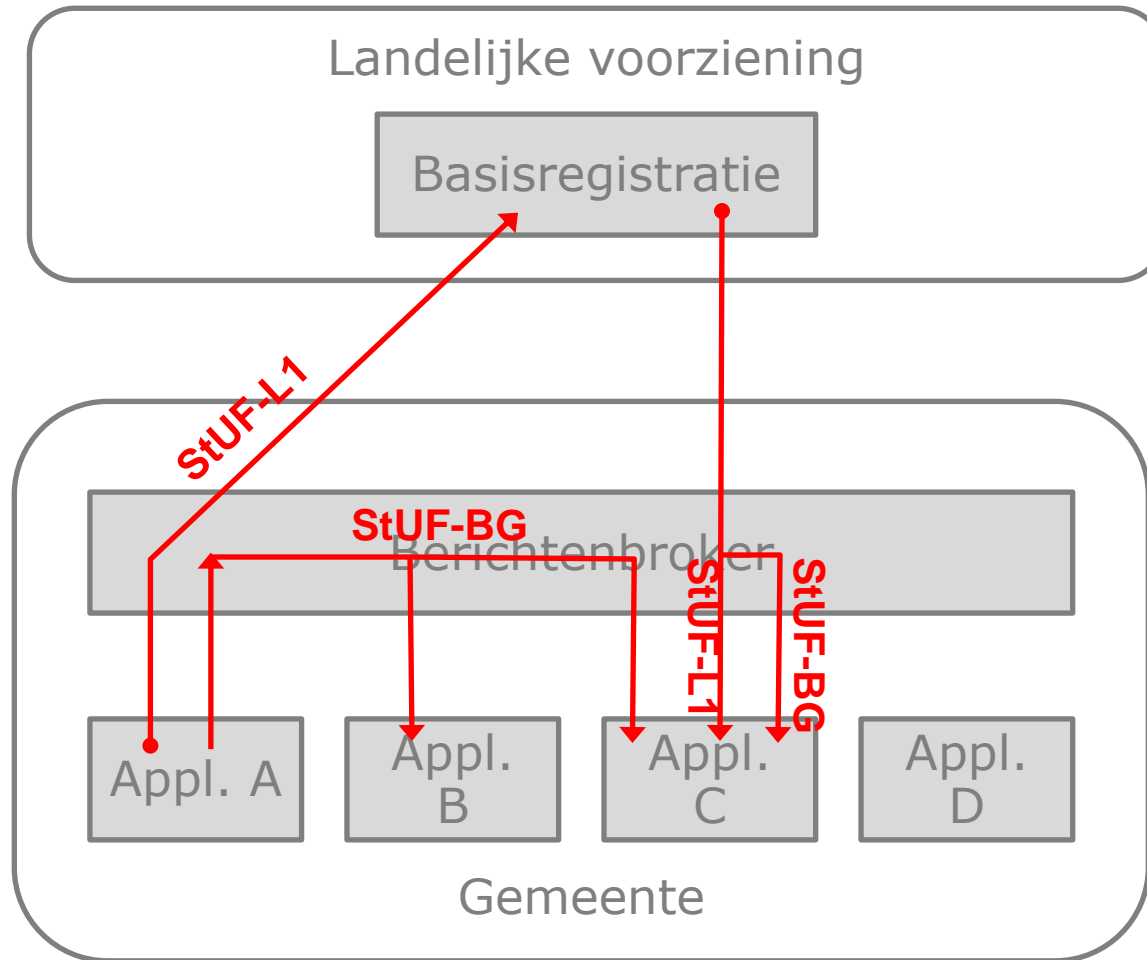 Landelijke voorziening
Basisregistratie
StUF-L1
StUF-BG
Berichtenbroker
StUF-L1
StUF-BG
Appl. A
Appl.
B
Appl.
C
Appl.
D
Gemeente